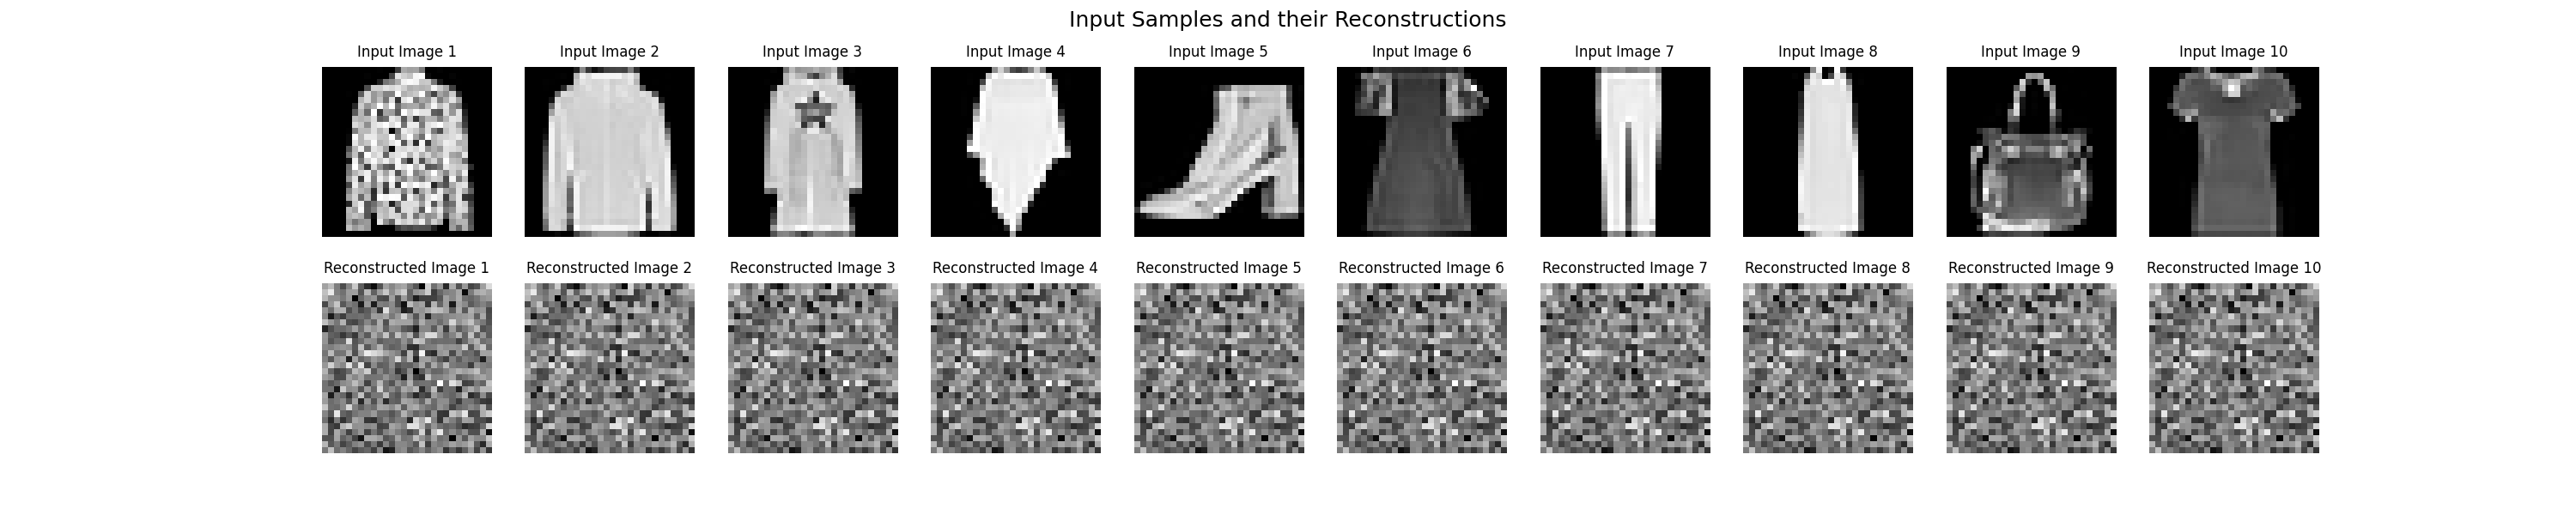 Input Samples and their Reconstructions
Input Image 1 Input Image 2 Input Image 3 Input Image 4 Input Image 5 Input Image 6 Input Image 7 Input Image 8 Input Image 9 Input Image 10
Reconstructed Image 1 Reconstructed Image 2 Reconstructed Image 3 Reconstructed Image 4 Reconstructed Image 5 Reconstructed Image 6 Reconstructed Image 7 Reconstructed Image 8 Reconstructed Image 9 Reconstructed Image 10